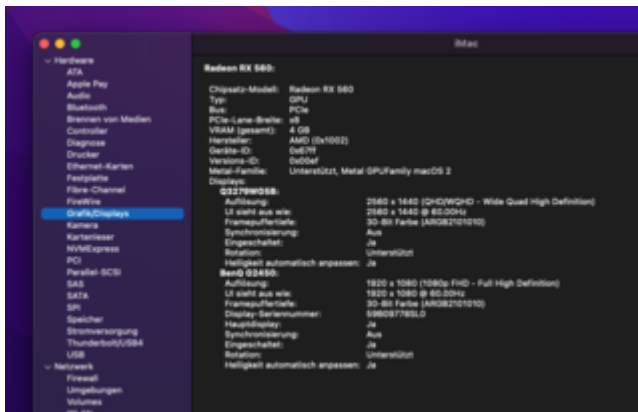 iMac
Hardware
ATA
Apple Pay
Audio
Bluetooth
Brennen von Medien
Controller
Diagnose
Drucker
Ethernet-Karten
Festplatte
Fibre-Channel
FireWire
Grafik/Displays
Kamera
Kartenleser
NVMExpress
PCI
Parallel-SCSI
SAS
SATA
SPI
Speicher
Stromversorgung
Thunderbolt/USB4
USB
Netzwerk
Firewall
Umgebungen
Volumes
Radeon RX 560:
Chipsatz-Modell: Radeon RX 560
Typ: GPU
Bus: PCIe
PCIe-Lane-Breite: x8
VRAM (gesamt): 4 GB
Hersteller: AMD (0x1002)
Geräte-ID: 0x67ff
Versions-ID: 0x00ef
Metal-Familie: Unterstützt, Metal GPUFamily macOS 2
Displays:
Q3279WG5B:
Auflösung: 2560 x 1440 (QHD/WQHD - Wide Quad High Definition)
UI sieht aus wie: 2560 x 1440 @ 60.00Hz
Framepuffertiefe: 30-Bit Farbe (ARGB2101010)
Synchronisierung: Aus
Eingeschaltet: Ja
Rotation: Unterstützt
Helligkeit automatisch anpassen: Ja
BenQ G2450:
Auflösung: 1920 x 1080 (1080p FHD - Full High Definition)
UI sieht aus wie: 1920 x 1080 @ 60.00Hz
Framepuffertiefe: 30-Bit Farbe (ARGB2101010)
Display-Seriennummer:
Hauptdisplay: Ja
Synchronisierung: Aus
Eingeschaltet: Ja
Rotation: Unterstützt
Helligkeit automatisch anpassen: Ja